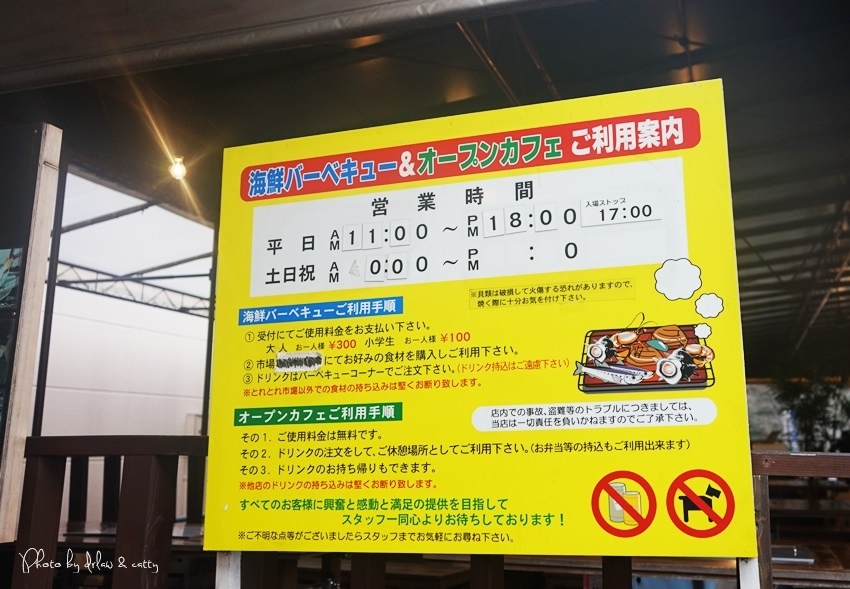 海鮮バーベキュー&オープンカフェ ご利用案内
営業時間
平日 AM 11:00 ~ PM 18:00 入場ストップ 17:00
土日祝 AM 0:00 ~ PM : 0
※貝類は破損して火傷する恐れがありますので、
焼く際に十分お気を付け下さい。
海鮮バーベキューご利用手順
① 受付にてご使用料金をお支払い下さい。
大人 お一人様 ¥300 小学生 お一人様 ¥100
② 市場 にてお好みの食材を購入しご利用下さい。
③ ドリンクはバーベキューコーナーでご注文下さい。(ドリンク持込はご遠慮下さい)
※とれとれ市場以外での食材の持ち込みは堅くお断り致します。
オープンカフェご利用手順
その1. ご使用料金は無料です。
その2. ドリンクの注文をして、ご休憩場所としてご利用下さい。(お弁当等の持込もご利用出来ます)
その3. ドリンクのお持ち帰りもできます。
※他店のドリンクの持ち込みは堅くお断り致します。
店内での事故、盗難等のトラブルにつきましては、
当店は一切責任を負いかねますのでご了承下さい。
すべてのお客様に興奮と感動と満足の提供を目指して
スタッフ一同心よりお待ちしております!
※ご不明な点等がございましたらスタッフまでお気軽にお尋ね下さい。
Photo by drlaw & catty